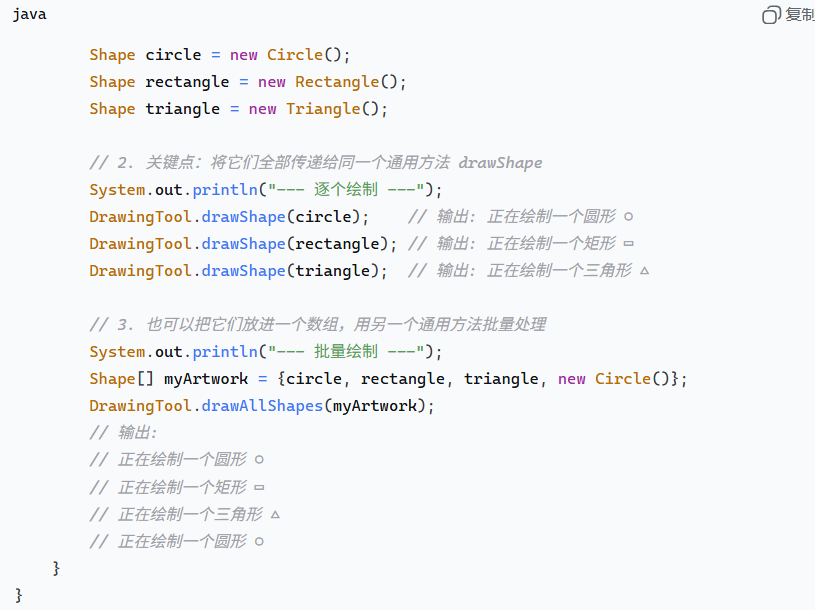 java
复制
Shape circle = new Circle();
Shape rectangle = new Rectangle();
Shape triangle = new Triangle();
// 2. 关键点：将它们全部传递给同一个通用方法 drawShape
System.out.println("--- 逐个绘制 ---");
DrawingTool.drawShape(circle);    // 输出: 正在绘制一个圆形 ○
DrawingTool.drawShape(rectangle); // 输出: 正在绘制一个矩形 ▭
DrawingTool.drawShape(triangle);  // 输出: 正在绘制一个三角形 △
// 3. 也可以把它们放进一个数组，用另一个通用方法批量处理
System.out.println("--- 批量绘制 ---");
Shape[] myArtwork = {circle, rectangle, triangle, new Circle()};
DrawingTool.drawAllShapes(myArtwork);
// 输出:
// 正在绘制一个圆形 ○
// 正在绘制一个矩形 ▭
// 正在绘制一个三角形 △
// 正在绘制一个圆形 ○
}
}